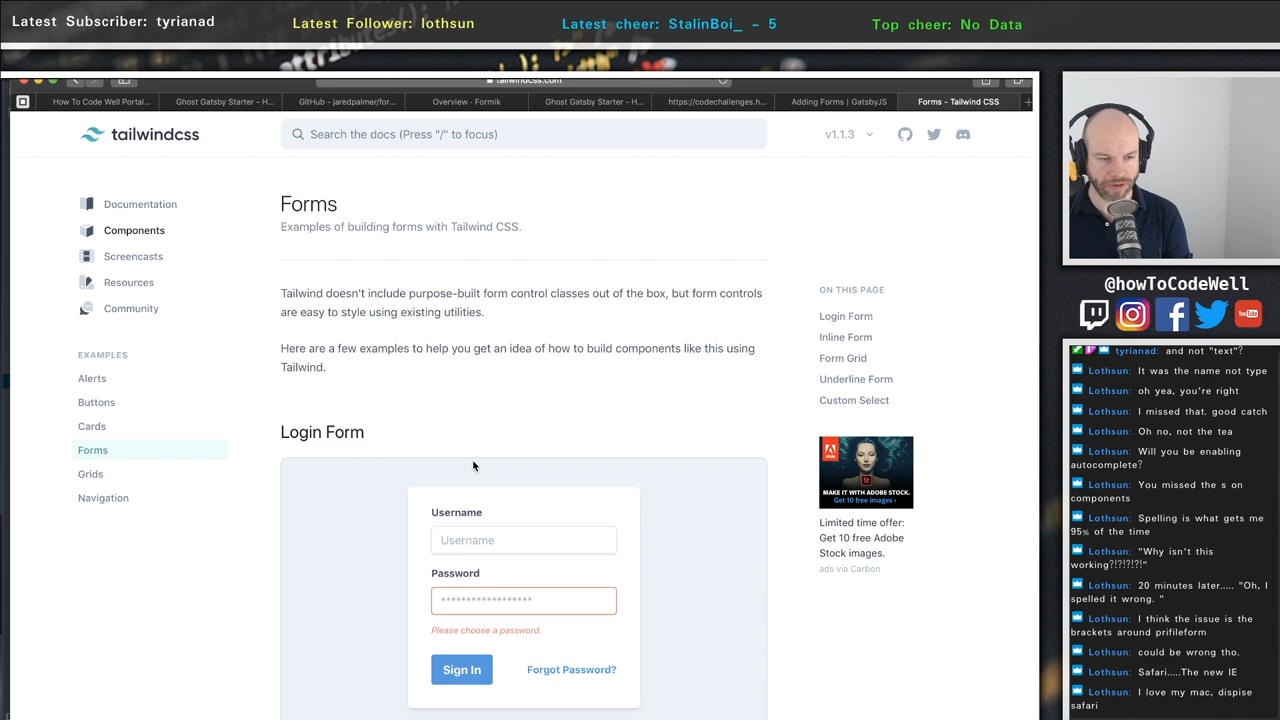 Latest Subscriber: tyrianad
Latest Follower: lothsun
Latest cheer: StalinBoi_ - 5
Top cheer: No Data
tailwindcss.com
How To Code Well Portal...
Ghost Gatsby Starter - H...
GitHub - jaredpalmer/for...
Overview · Formik
Ghost Gatsby Starter - H...
https://codechallenges.h...
Adding Forms | GatsbyJS
Forms - Tailwind CSS
tailwindcss
Search the docs (Press "/" to focus)
v1.1.3
Documentation
Components
Screencasts
Resources
Community
EXAMPLES
Alerts
Buttons
Cards
Forms
Grids
Navigation
Forms
Examples of building forms with Tailwind CSS.
Tailwind doesn't include purpose-built form control classes out of the box, but form controls
are easy to style using existing utilities.
Here are a few examples to help you get an idea of how to build components like this using
Tailwind.
Login Form
Username
Username
Password
******************
Please choose a password.
Sign In
Forgot Password?
ON THIS PAGE
Login Form
Inline Form
Form Grid
Underline Form
Custom Select
MAKE IT WITH ADOBE STOCK.
Get 10 free images ›
Limited time offer:
Get 10 free Adobe
Stock images.
ads via Carbon
@howToCodeWell
tyrianad: and not "text"?
Lothsun: It was the name not type
Lothsun: oh yea, you're right
Lothsun: I missed that. good catch
Lothsun: Oh no, not the tea
Lothsun: Will you be enabling
autocomplete?
Lothsun: You missed the s on
components
Lothsun: Spelling is what gets me
95% of the time
Lothsun: "Why isn't this
working?!?!?!?!"
Lothsun: 20 minutes later..... "Oh, I
spelled it wrong. "
Lothsun: I think the issue is the
brackets around prifileform
Lothsun: could be wrong tho.
Lothsun: Safari.....The new IE
Lothsun: I love my mac, dispise
safari